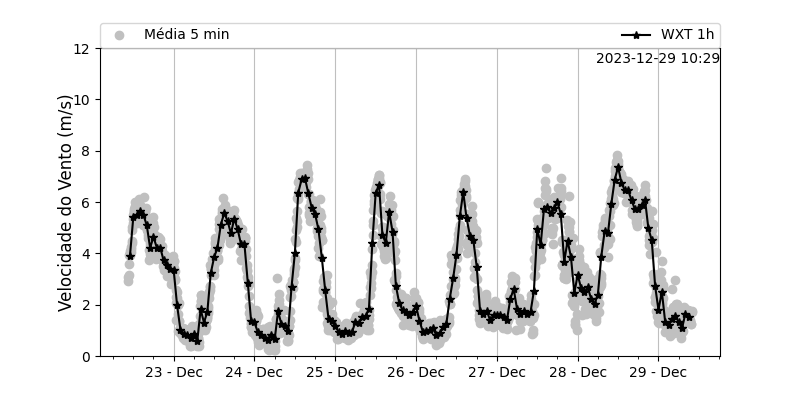 Média 5 min
WXT 1h
2023-12-29 10:29
Velocidade do Vento (m/s)
12
10
8
6
4
2
0
23 - Dec
24 - Dec
25 - Dec
26 - Dec
27 - Dec
28 - Dec
29 - Dec